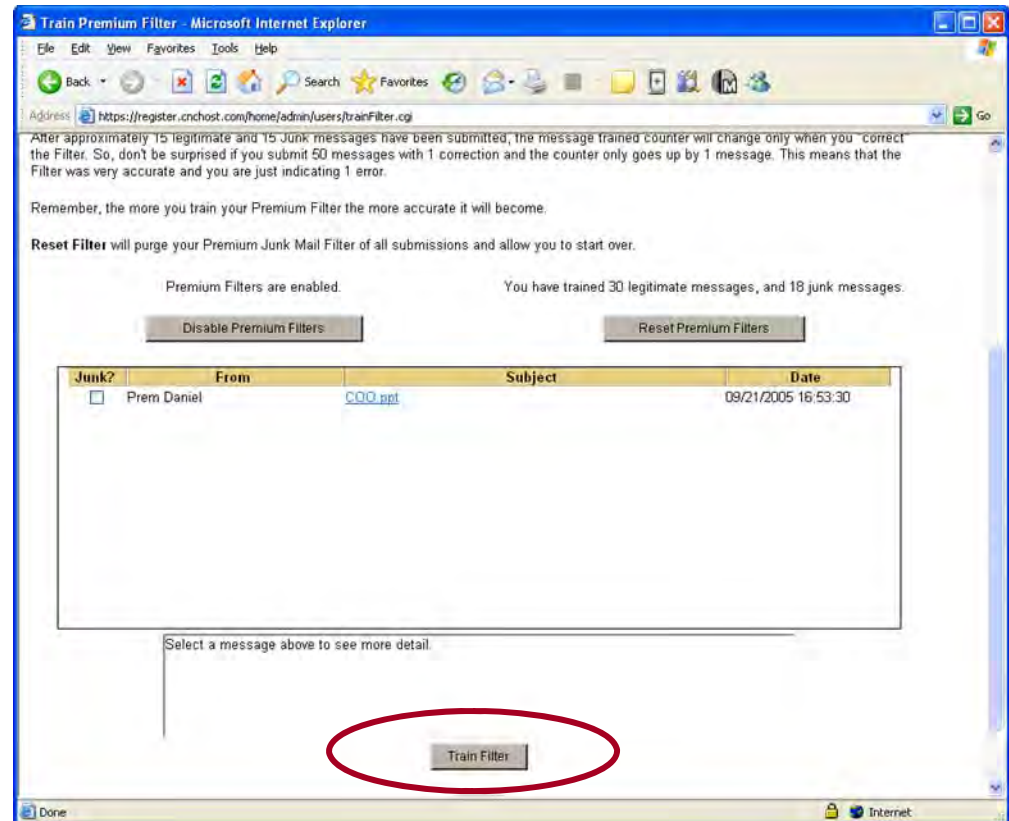 Train Premium Filter - Microsoft Internet Explorer
File Edit View Favorites Tools Help
Back Search Favorites
Address https://register.cnchost.com/home/admin/users/trainFilter.cgi Go
After approximately 15 legitimate and 15 Junk messages have been submitted, the message trained counter will change only when you "correct"
the Filter. So, don't be surprised if you submit 50 messages with 1 correction and the counter only goes up by 1 message. This means that the
Filter was very accurate and you are just indicating 1 error.
Remember, the more you train your Premium Filter the more accurate it will become.
Reset Filter will purge your Premium Junk Mail Filter of all submissions and allow you to start over.
Premium Filters are enabled. You have trained 30 legitimate messages, and 18 junk messages.
Disable Premium Filters Reset Premium Filters
Junk? From Subject Date
Prem Daniel COO.ppt 09/21/2005 16:53:30
Select a message above to see more detail.
Train Filter
Done Internet